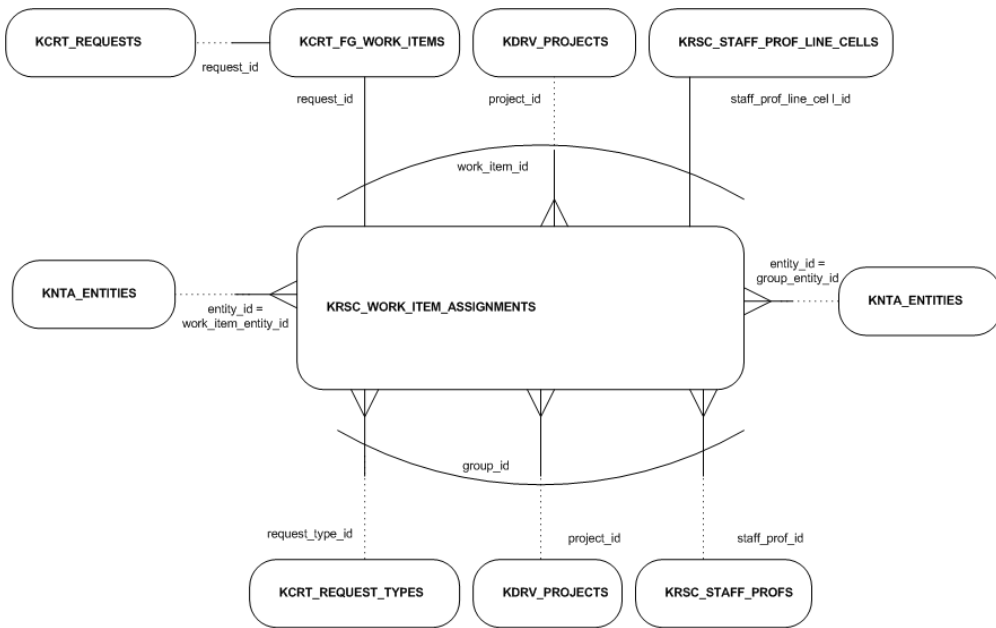 KCRT_REQUESTS
KCRT_FG_WORK_ITEMS
KDRV_PROJECTS
KRSC_STAFF_PROF_LINE_CELLS
request_id
request_id
project_id
staff_prof_line_cel l_id
work_item_id
KNTA_ENTITIES
entity_id =
work_item_entity_id
KRSC_WORK_ITEM_ASSIGNMENTS
entity_id =
group_entity_id
KNTA_ENTITIES
group_id
request_type_id
project_id
staff_prof_id
KCRT_REQUEST_TYPES
KDRV_PROJECTS
KRSC_STAFF_PROFS